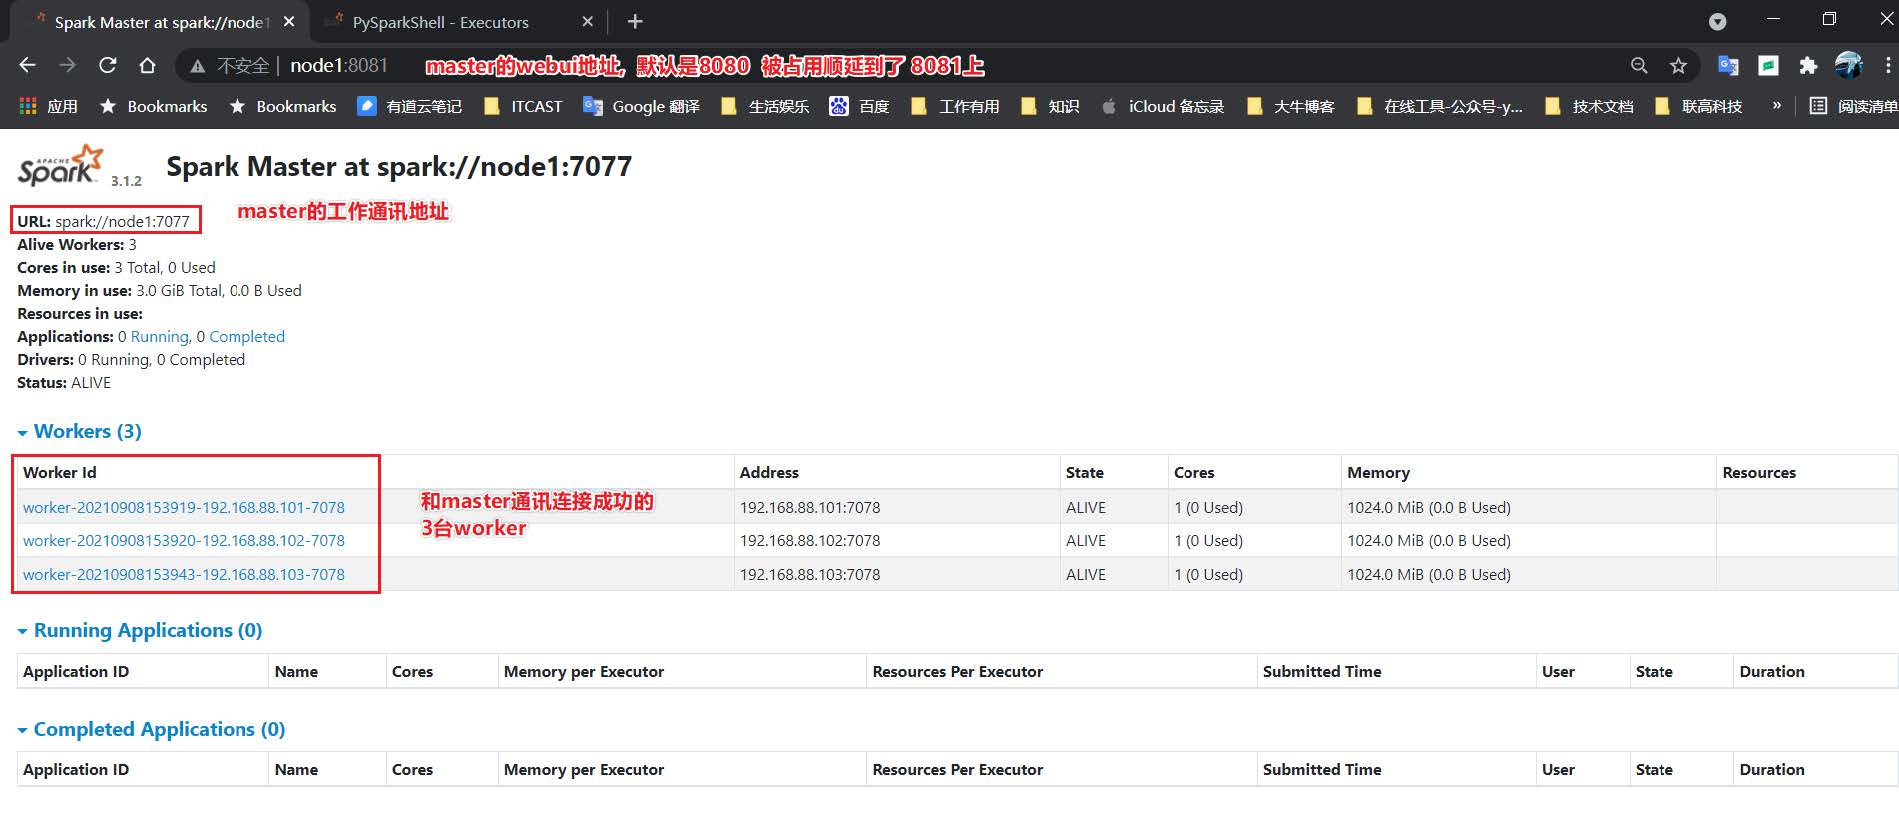 Spark Master at spark://node1
PySparkShell - Executors
不安全 | node1:8081
master的webui地址, 默认是8080 被占用顺延到了 8081上
应用 Bookmarks Bookmarks 有道云笔记 ITCAST Google 翻译 生活娱乐 百度 工作有用 知识 iCloud 备忘录 大牛博客 在线工具-公众号-y... 技术文档 联高科技 » 阅读清单
APACHE Spark 3.1.2 Spark Master at spark://node1:7077
URL: spark://node1:7077 master的工作通讯地址
Alive Workers: 3
Cores in use: 3 Total, 0 Used
Memory in use: 3.0 GiB Total, 0.0 B Used
Resources in use:
Applications: 0 Running, 0 Completed
Drivers: 0 Running, 0 Completed
Status: ALIVE
Workers (3)
Worker Id Address State Cores Memory Resources
worker-20210908153919-192.168.88.101-7078 192.168.88.101:7078 ALIVE 1 (0 Used) 1024.0 MiB (0.0 B Used)
worker-20210908153920-192.168.88.102-7078 192.168.88.102:7078 ALIVE 1 (0 Used) 1024.0 MiB (0.0 B Used)
worker-20210908153943-192.168.88.103-7078 192.168.88.103:7078 ALIVE 1 (0 Used) 1024.0 MiB (0.0 B Used)
和master通讯连接成功的
3台worker
Running Applications (0)
Application ID Name Cores Memory per Executor Resources Per Executor Submitted Time User State Duration
Completed Applications (0)
Application ID Name Cores Memory per Executor Resources Per Executor Submitted Time User State Duration